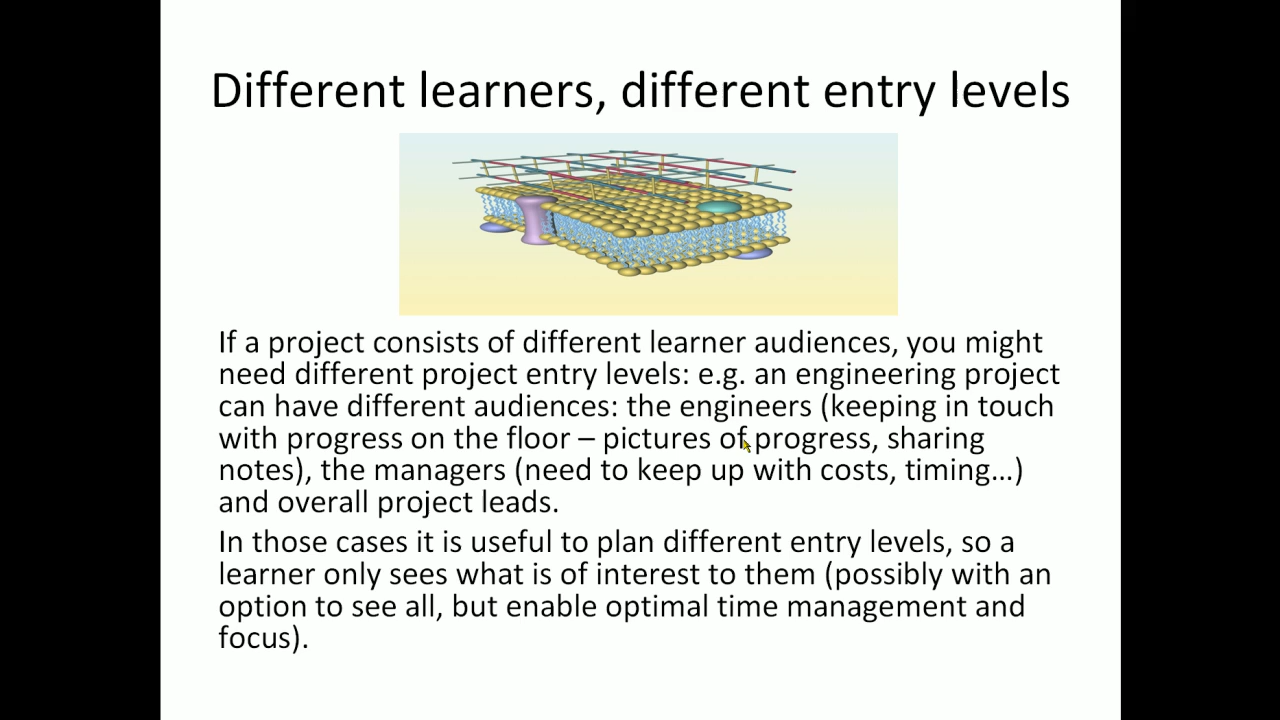 Different learners, different entry levels
If a project consists of different learner audiences, you might
need different project entry levels: e.g. an engineering project
can have different audiences: the engineers (keeping in touch
with progress on the floor – pictures of progress, sharing
notes), the managers (need to keep up with costs, timing…)
and overall project leads.
In those cases it is useful to plan different entry levels, so a
learner only sees what is of interest to them (possibly with an
option to see all, but enable optimal time management and
focus).